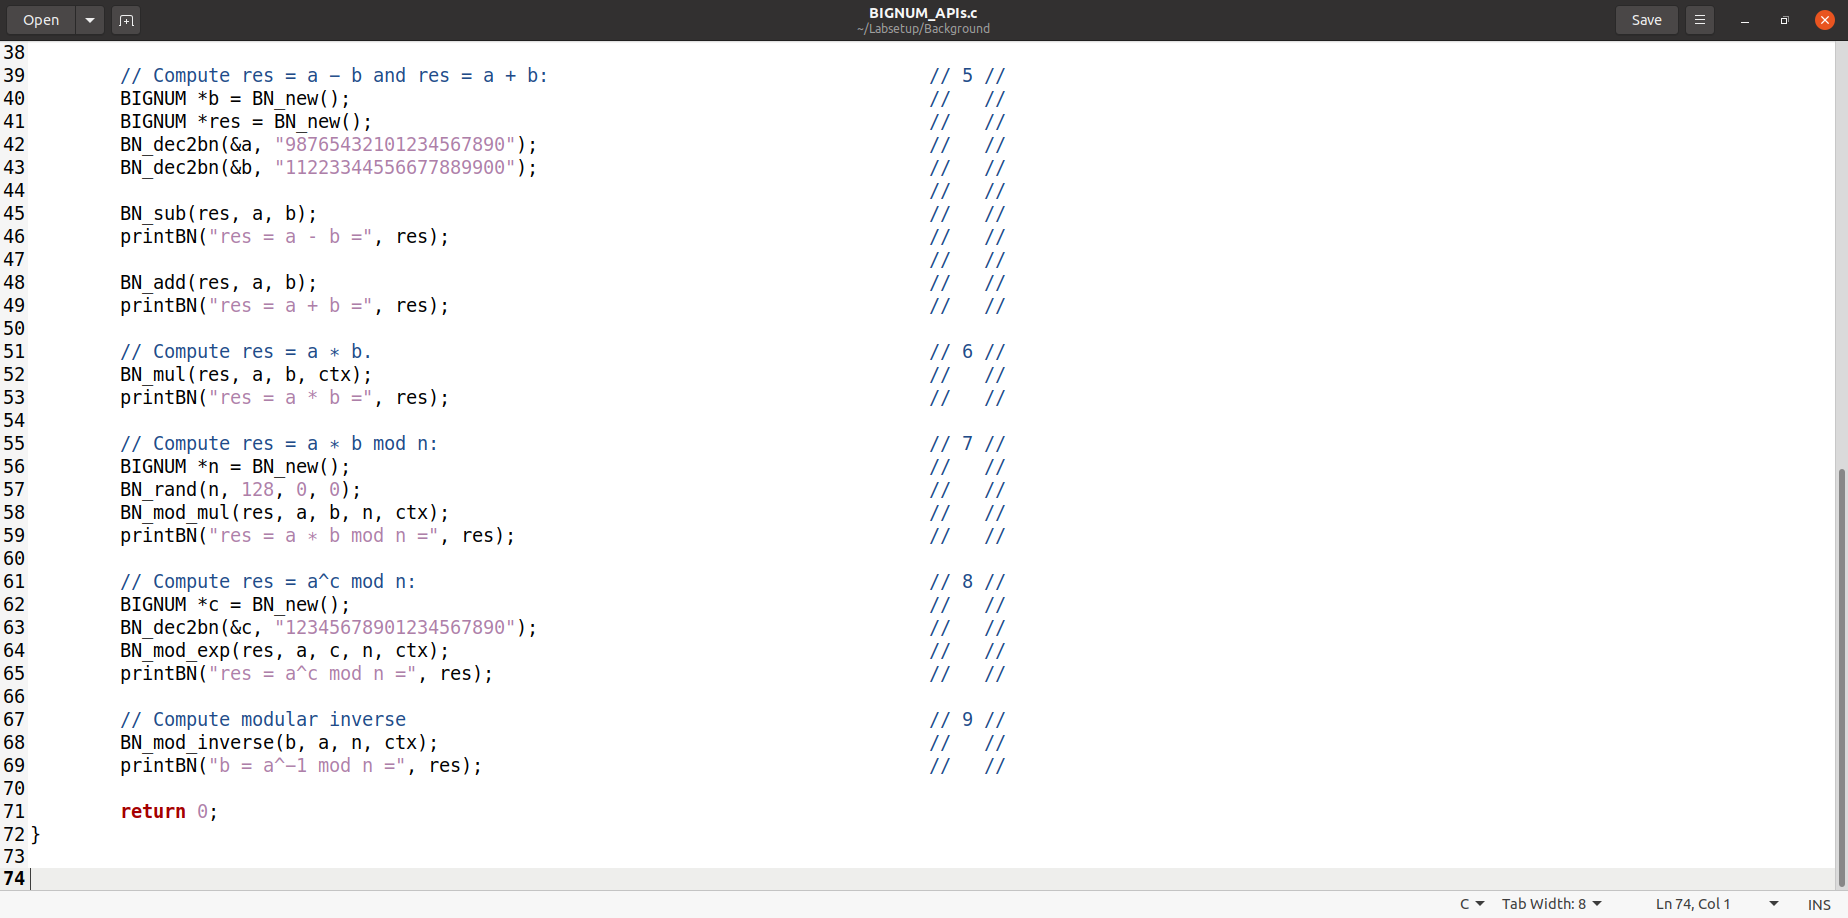 Open
BIGNUM_APIs.c
~/Labsetup/Background
Save
38
39 // Compute res = a − b and res = a + b: // 5 //
40 BIGNUM *b = BN_new(); // //
41 BIGNUM *res = BN_new(); // //
42 BN_dec2bn(&a, "98765432101234567890"); // //
43 BN_dec2bn(&b, "11223344556677889900"); // //
44 // //
45 BN_sub(res, a, b); // //
46 printBN("res = a - b =", res); // //
47 // //
48 BN_add(res, a, b); // //
49 printBN("res = a + b =", res); // //
50
51 // Compute res = a ∗ b. // 6 //
52 BN_mul(res, a, b, ctx); // //
53 printBN("res = a * b =", res); // //
54
55 // Compute res = a ∗ b mod n: // 7 //
56 BIGNUM *n = BN_new(); // //
57 BN_rand(n, 128, 0, 0); // //
58 BN_mod_mul(res, a, b, n, ctx); // //
59 printBN("res = a ∗ b mod n =", res); // //
60
61 // Compute res = a^c mod n: // 8 //
62 BIGNUM *c = BN_new(); // //
63 BN_dec2bn(&c, "12345678901234567890"); // //
64 BN_mod_exp(res, a, c, n, ctx); // //
65 printBN("res = a^c mod n =", res); // //
66
67 // Compute modular inverse // 9 //
68 BN_mod_inverse(b, a, n, ctx); // //
69 printBN("b = a^−1 mod n =", res); // //
70
71 return 0;
72 }
73
74
C Tab Width: 8 Ln 74, Col 1 INS